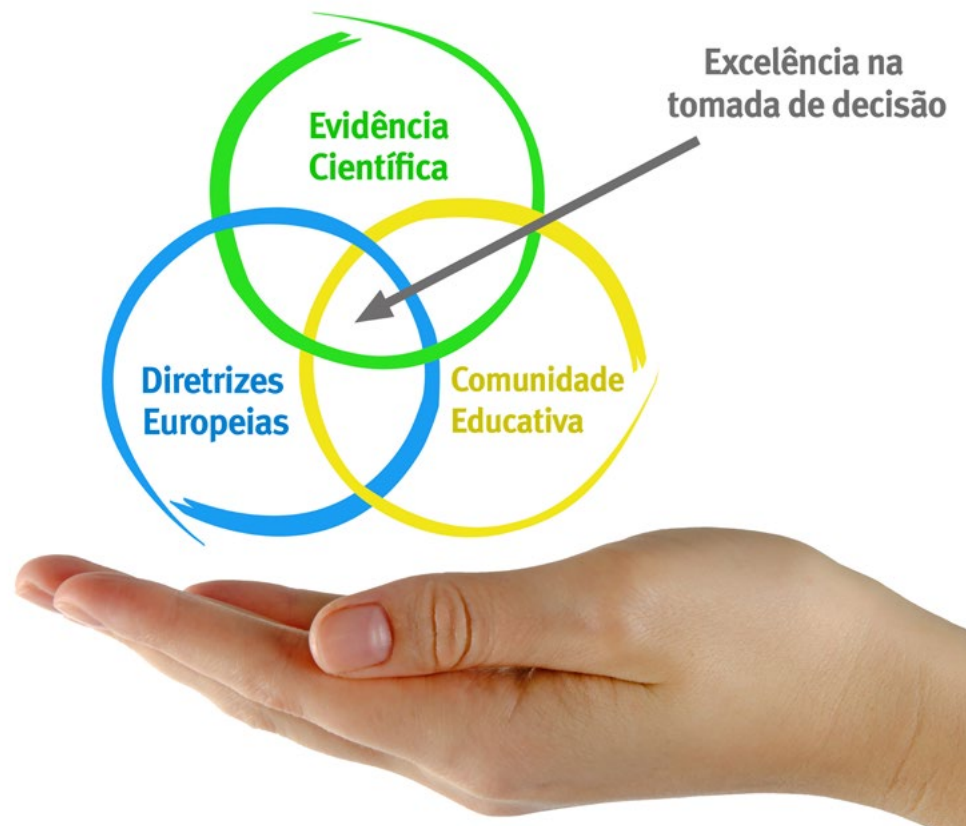 Excelência na
tomada de decisão
Evidência
Científica
Diretrizes
Europeias
Comunidade
Educativa